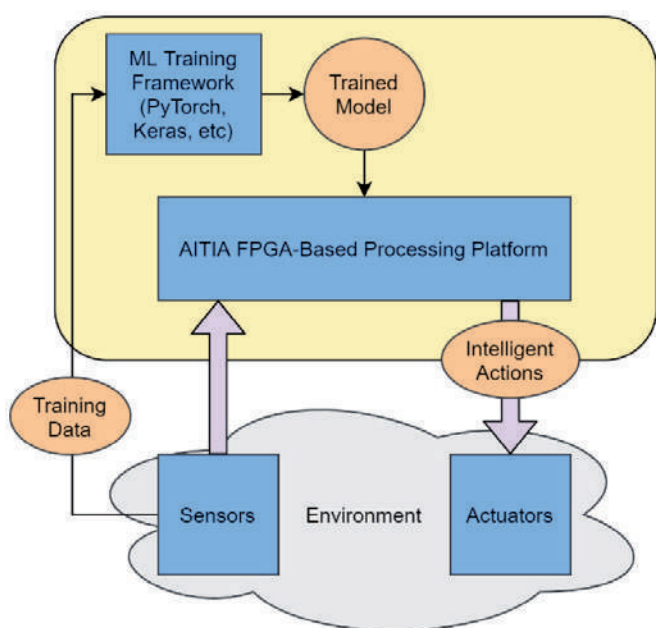 ML Training
Framework
(PyTorch,
Keras, etc)
Trained
Model
AITIA FPGA-Based Processing Platform
Intelligent
Actions
Training
Data
Sensors
Environment
Actuators